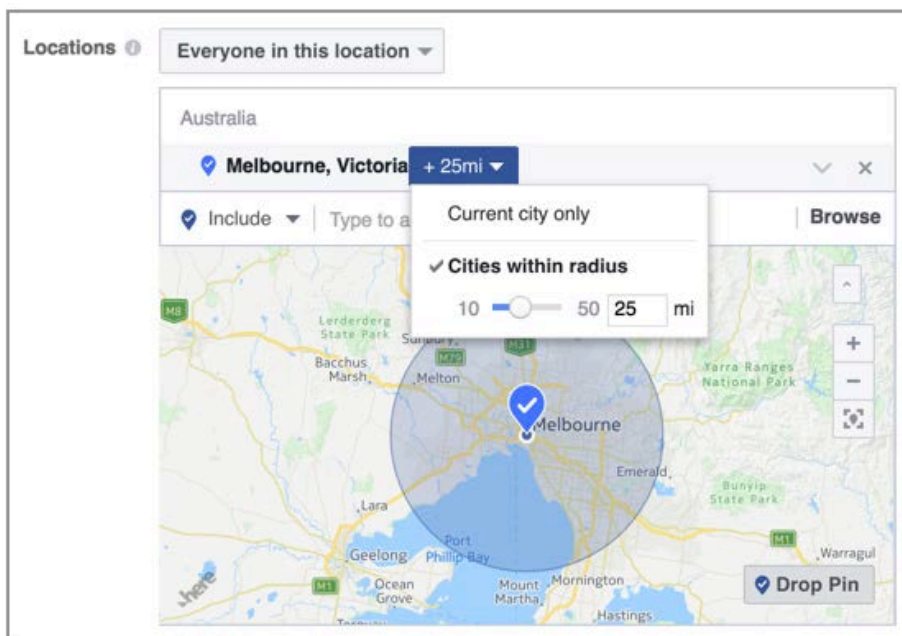 Locations
Everyone in this location
Australia
Melbourne, Victoria + 25mi
Include Type to a Browse
Current city only
Cities within radius
10 50 25 mi
M8
Lerderderg
State Park
Sunbury
M31
M79
Bacchus
Marsh
Melton
Yarra Ranges
National Park
Melbourne
Emerald
Bunyip
State Park
Lara
Port
Phillip Bay
Geelong
M1
Warragul
here
M1
Ocean
Grove
Mount
Martha
Mornington
Drop Pin
Hastings